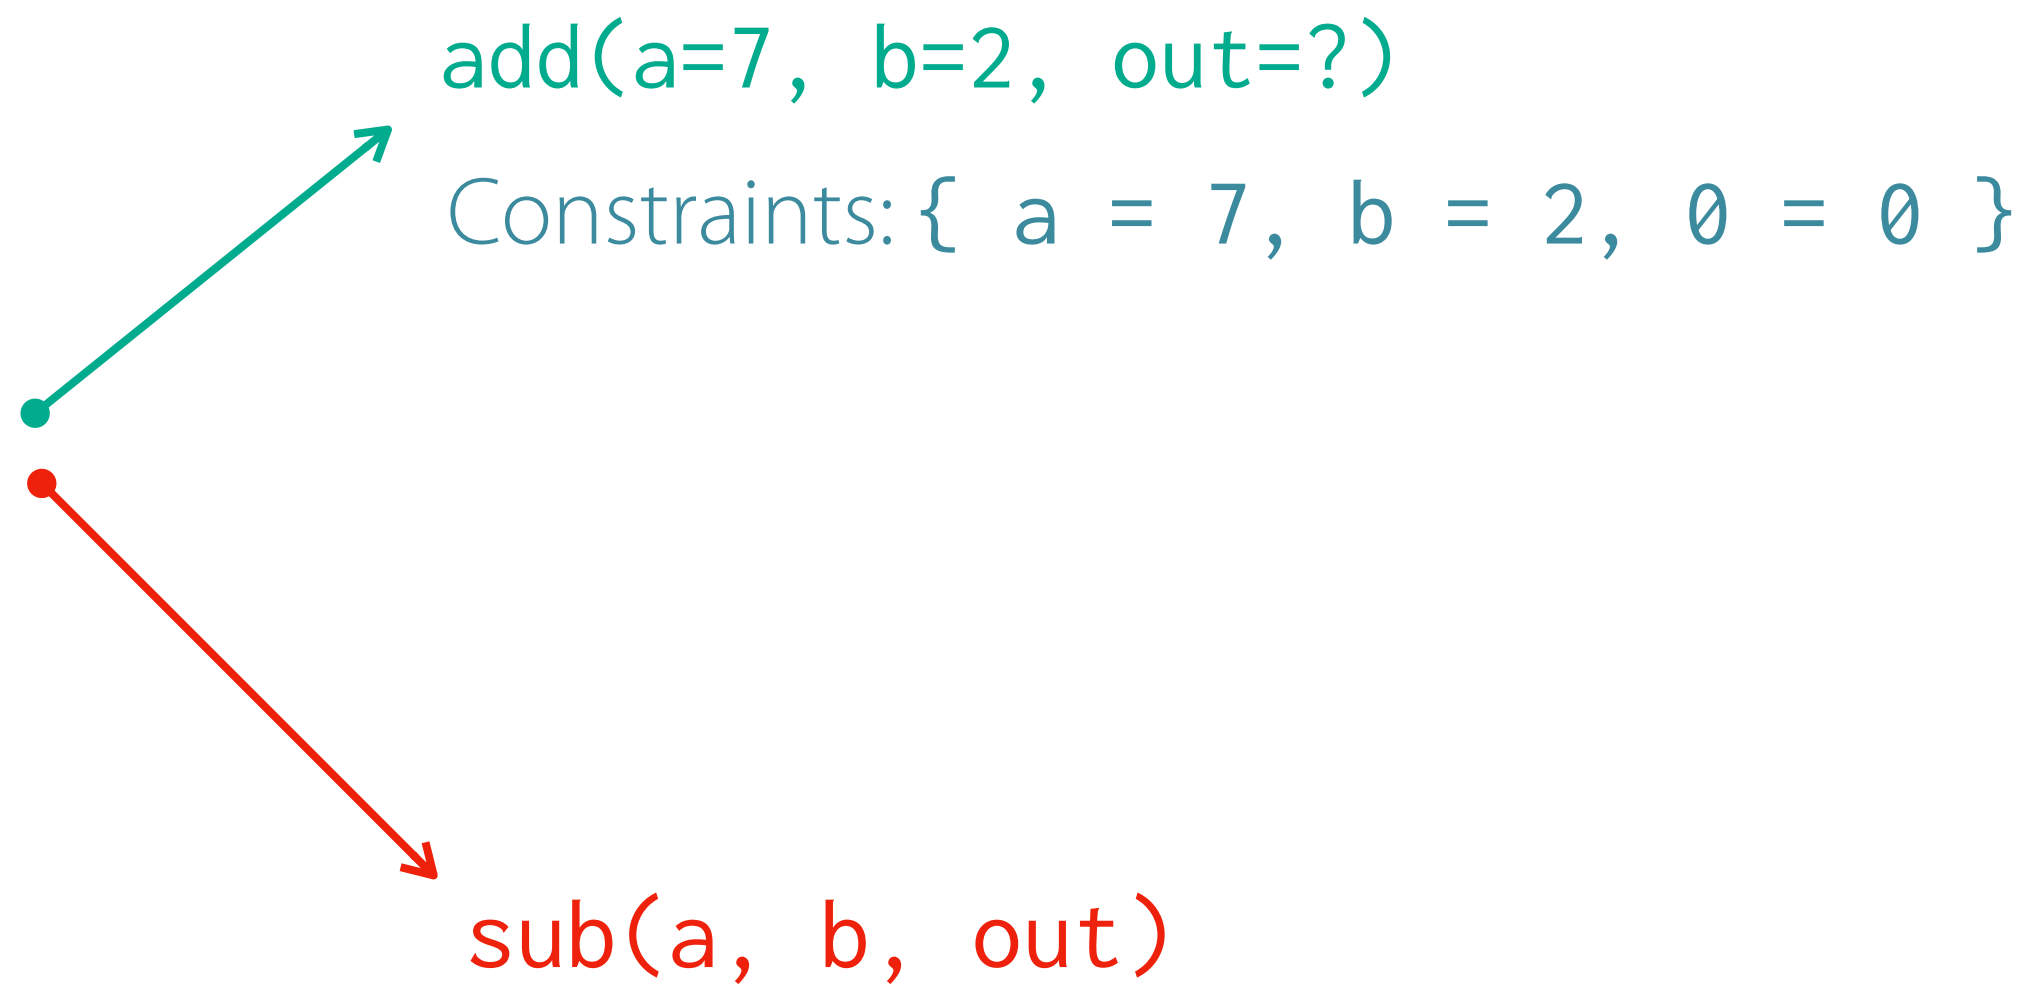 add(a=7, b=2, out=?)
Constraints: { a = 7, b = 2, 0 = 0 }
sub(a, b, out)